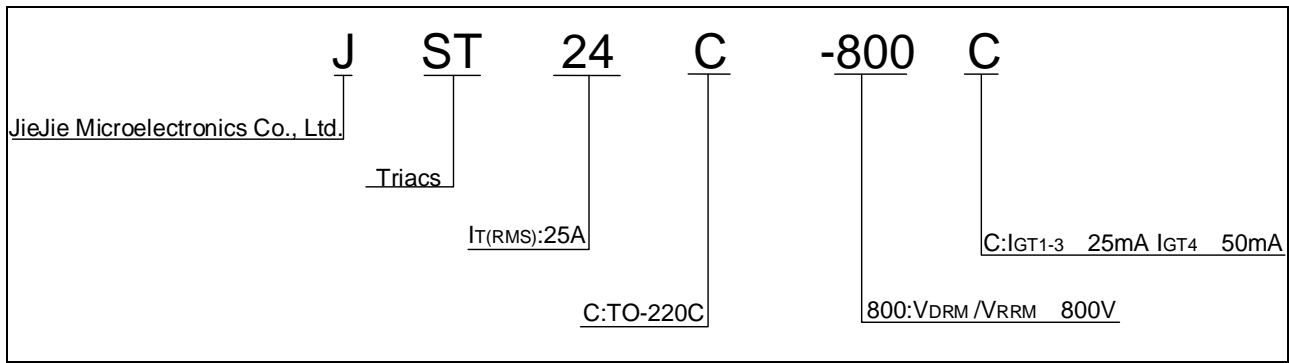 J ST 24 C -800 C
JieJie Microelectronics Co., Ltd.
Triacs
IT(RMS):25A
C:IGT1-3 25mA IGT4 50mA
C:TO-220C
800:VDRM /VRRM 800V